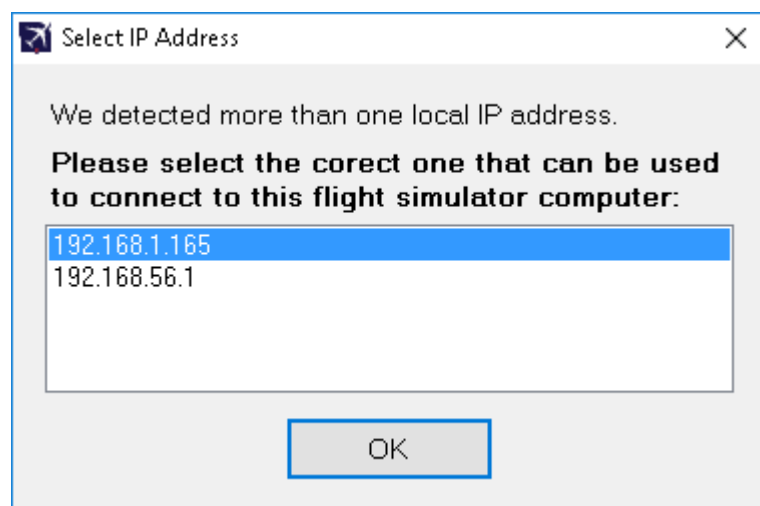 Select IP Address
We detected more than one local IP address.
Please select the corect one that can be used
to connect to this flight simulator computer:
192.168.1.165
192.168.56.1
OK